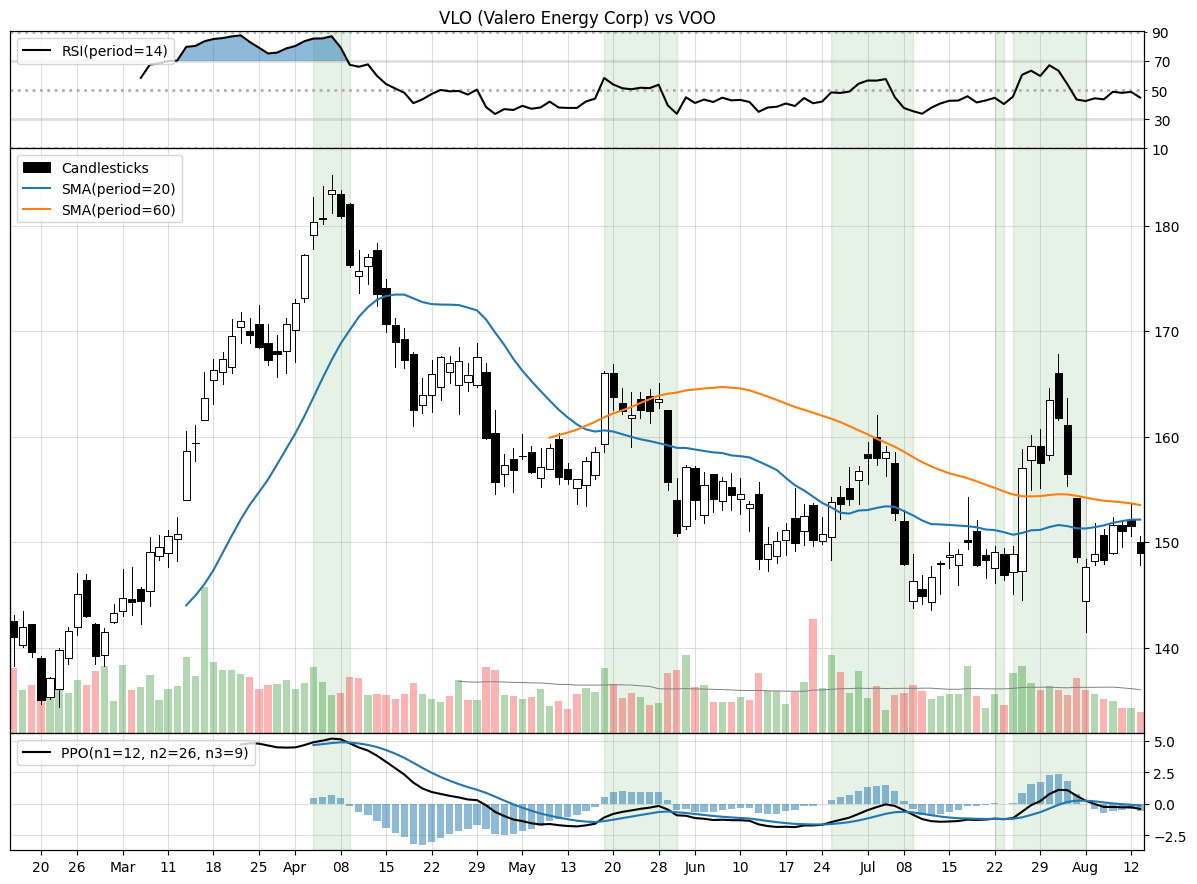 VLO (Valero Energy Corp) vs VOO
RSI(period=14)
90
70
50
30
10
Candlesticks
SMA(period=20)
SMA(period=60)
180
170
160
150
140
PPO(n1=12, n2=26, n3=9)
5.0
2.5
0.0
−2.5
20 26 Mar 11 18 25 Apr 08 15 22 29 May 13 20 28 Jun 10 17 24 Jul 08 15 22 29 Aug 12